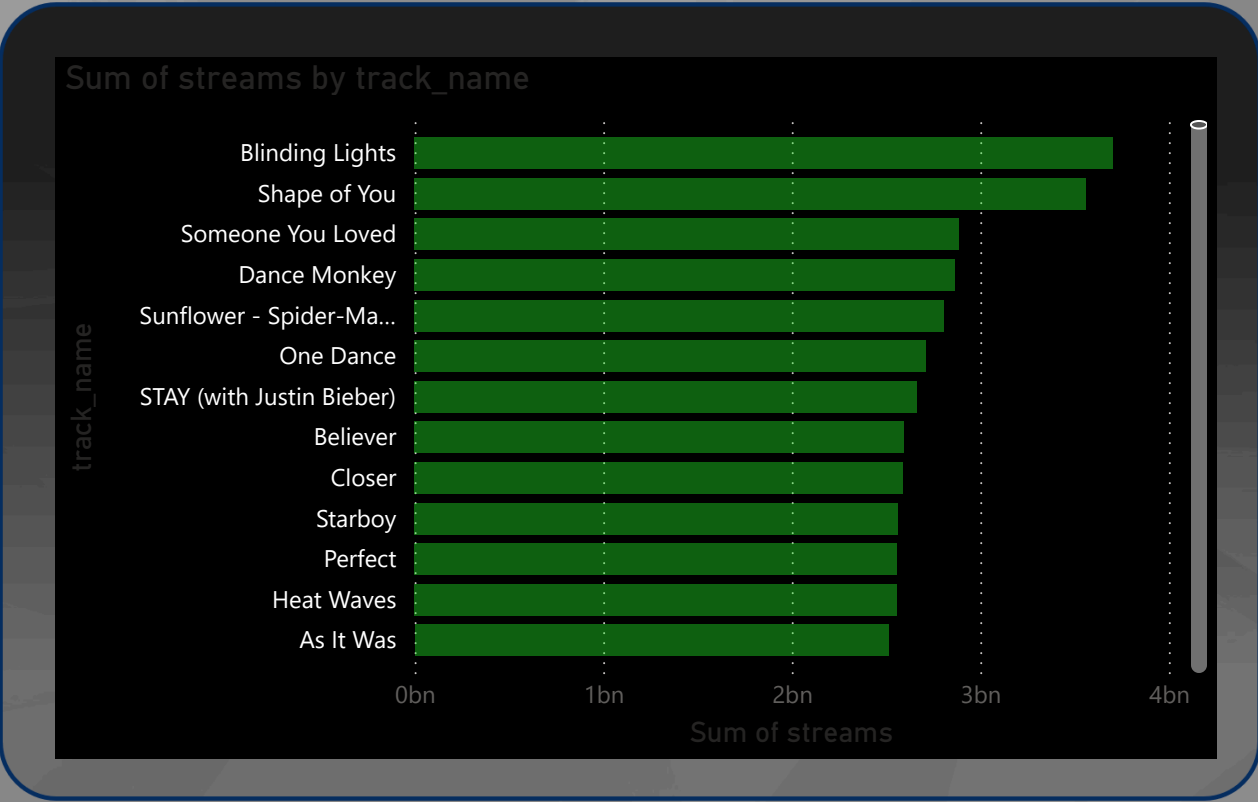 Sum of streams by track_name
Blinding Lights
Shape of You
Someone You Loved
Dance Monkey
Sunflower - Spider-Ma...
One Dance
STAY (with Justin Bieber)
Believer
Closer
Starboy
Perfect
Heat Waves
As It Was
track_name
0bn 1bn 2bn 3bn 4bn
Sum of streams